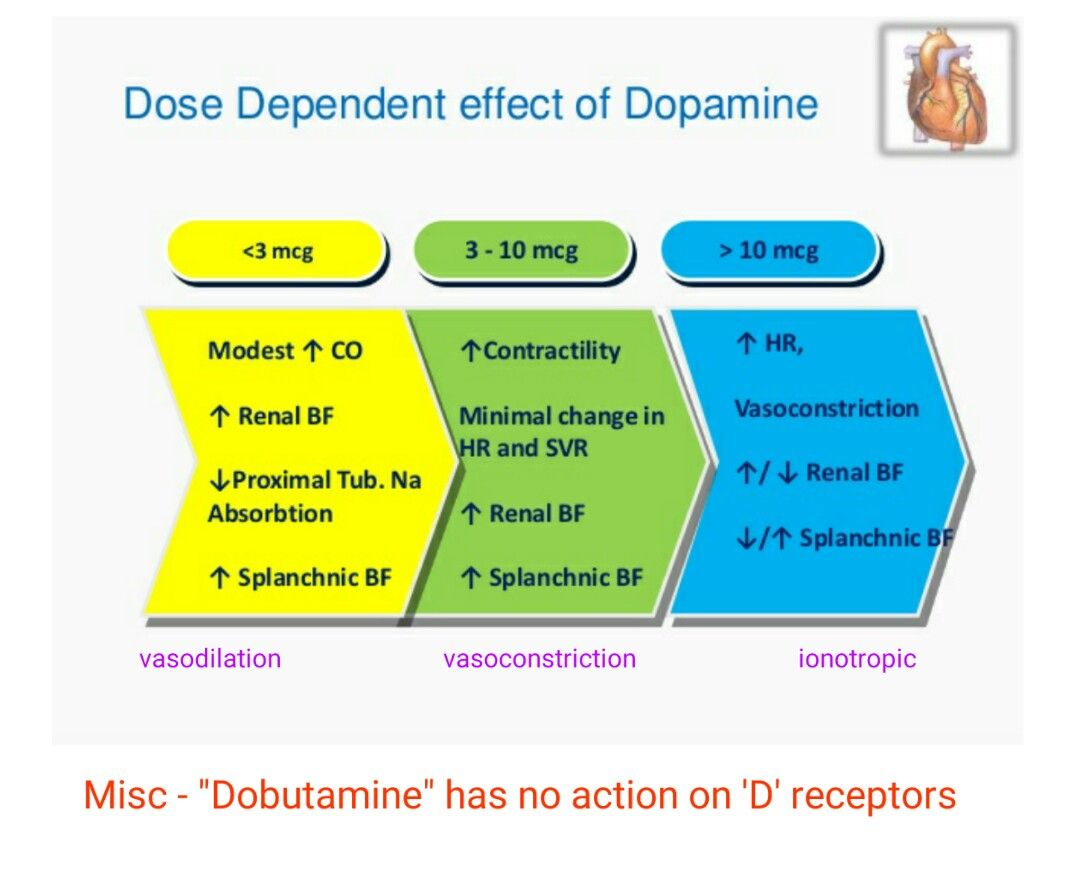 Dose Dependent effect of Dopamine
<3 mcg
3 - 10 mcg
> 10 mcg
Modest ↑ CO
↑ Renal BF
↓Proximal Tub. Na
Absorbtion
↑ Splanchnic BF
↑Contractility
Minimal change in
HR and SVR
↑ Renal BF
↑ Splanchnic BF
↑ HR,
Vasoconstriction
↑/ ↓ Renal BF
↓/↑ Splanchnic BF
vasodilation
vasoconstriction
ionotropic
Misc - "Dobutamine" has no action on 'D' receptors